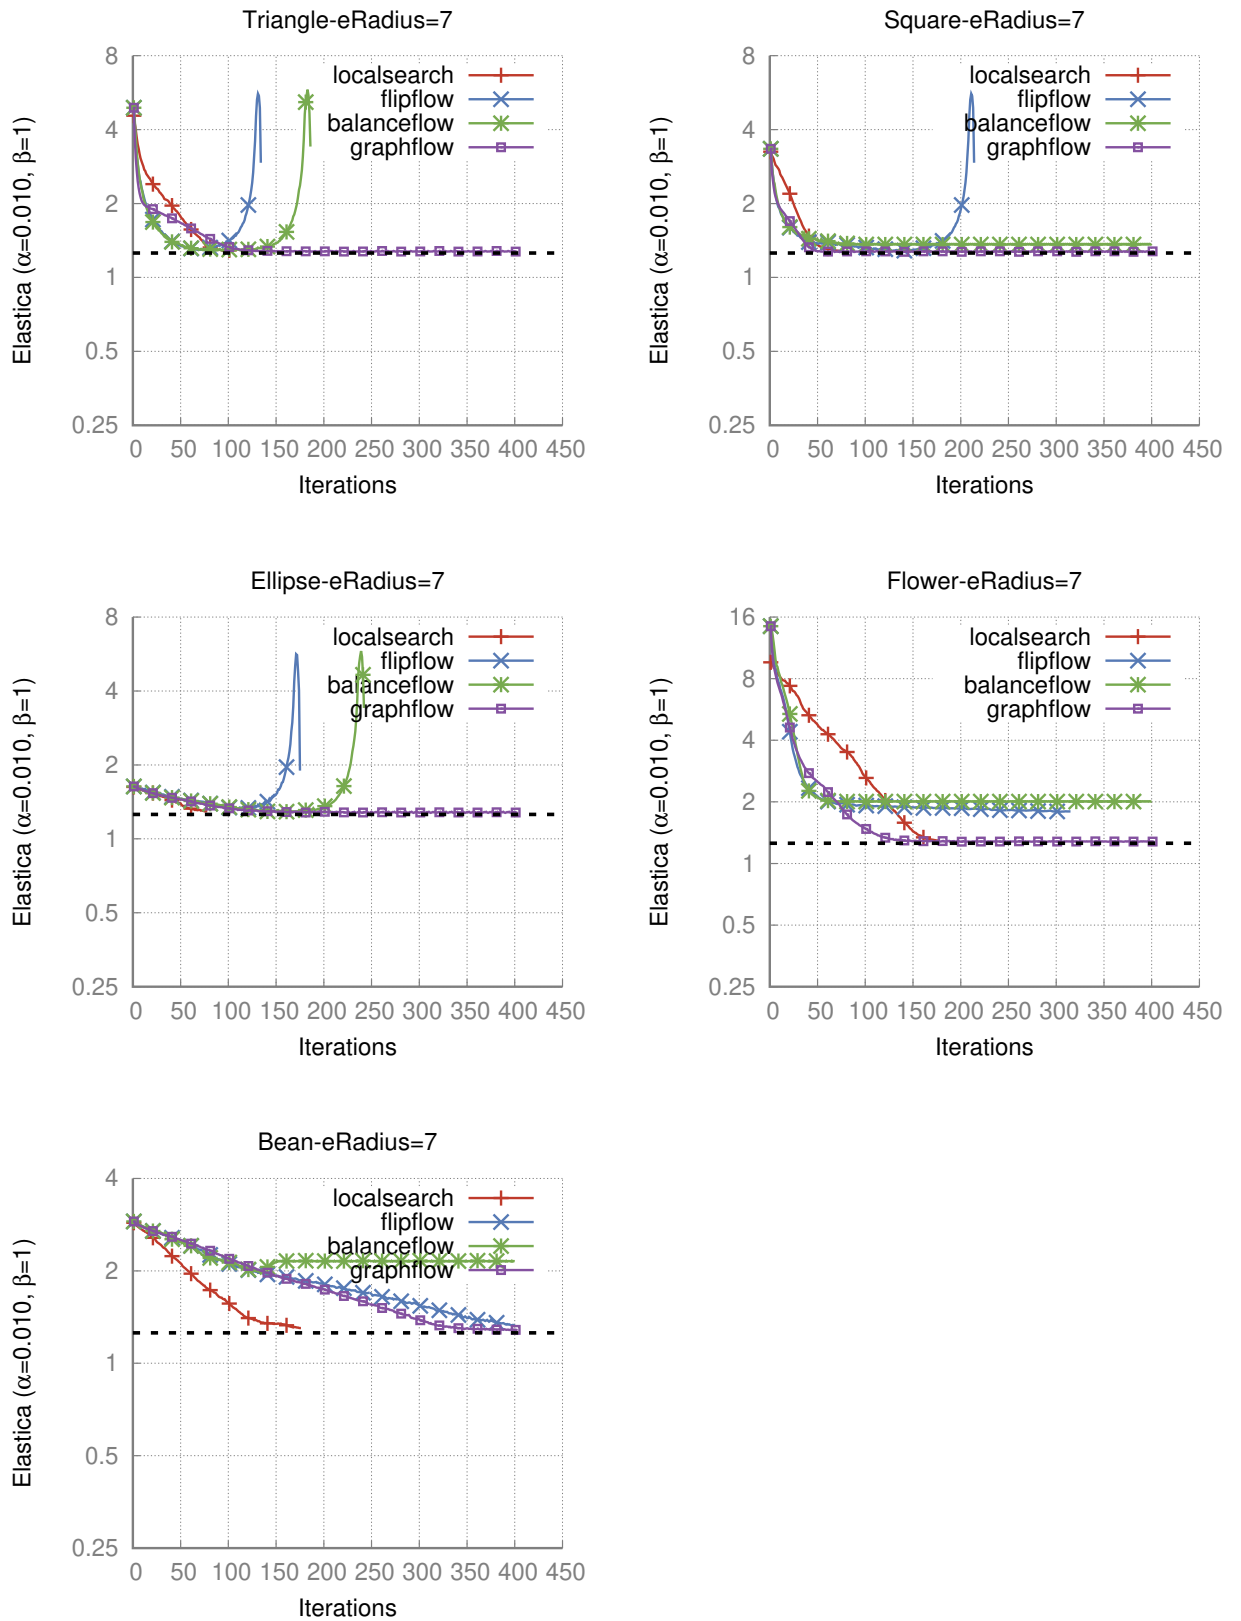 Triangle-eRadius=7
Elastica (α=0.010, β=1)
8
4
2
1
0.5
0.25
localsearch
flipflow
balanceflow
graphflow
0 50 100 150 200 250 300 350 400 450
Iterations
Square-eRadius=7
Elastica (α=0.010, β=1)
8
4
2
1
0.5
0.25
localsearch
flipflow
balanceflow
graphflow
0 50 100 150 200 250 300 350 400 450
Iterations
Ellipse-eRadius=7
Elastica (α=0.010, β=1)
8
4
2
1
0.5
0.25
localsearch
flipflow
balanceflow
graphflow
0 50 100 150 200 250 300 350 400 450
Iterations
Flower-eRadius=7
Elastica (α=0.010, β=1)
16
8
4
2
1
0.5
0.25
localsearch
flipflow
balanceflow
graphflow
0 50 100 150 200 250 300 350 400 450
Iterations
Bean-eRadius=7
Elastica (α=0.010, β=1)
4
2
1
0.5
0.25
localsearch
flipflow
balanceflow
graphflow
0 50 100 150 200 250 300 350 400 450
Iterations